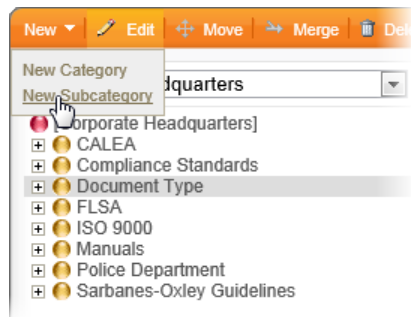 New Edit Move Merge
New Category
New Subcategory
[Corporate Headquarters]
CALEA
Compliance Standards
Document Type
FLSA
ISO 9000
Manuals
Police Department
Sarbanes-Oxley Guidelines